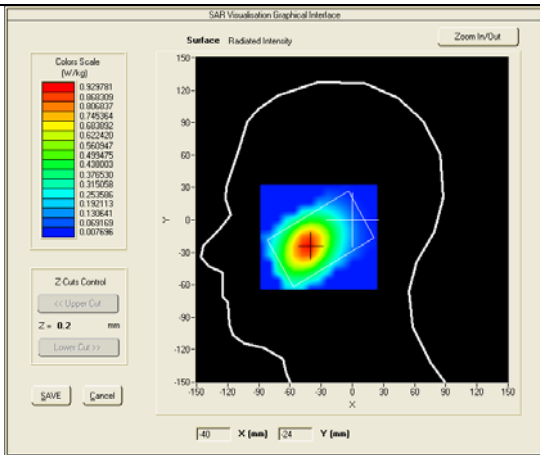 SAR Visualisation Graphical Interface
Surface Radiated Intensity
Zoom In/Out
Colors Scale
(W/kg)
0.929781
0.868309
0.806837
0.745364
0.683892
0.622420
0.560947
0.499475
0.438003
0.376530
0.315058
0.253586
0.192113
0.130641
0.069169
0.007696
Z Cuts Control
<< Upper Cut
Z = 0.2 mm
Lower Cut >>
SAVE Cancel
150-
120-
90-
60-
30-
Y 0-
-30-
-60-
-90-
-120-
-150-
-150 -120 -90 -60 -30 0 30 60 90 120 150
X
-40 X (mm) -24 Y (mm)